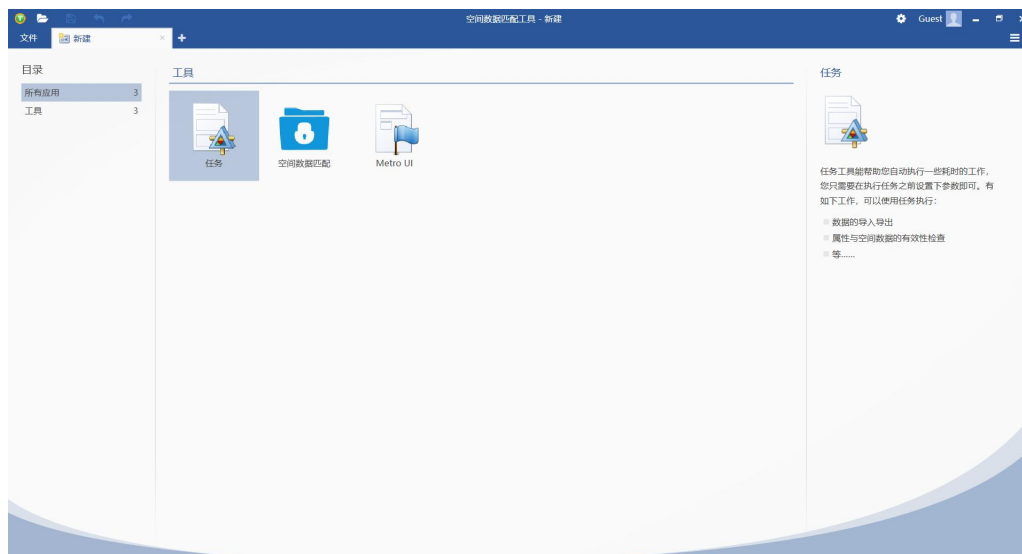 空间数据匹配工具 - 新建
Guest
文件
新建
目录
所有应用 3
工具 3
工具
任务
空间数据匹配
Metro UI
任务
任务工具能帮助您自动执行一些耗时的工作，
您只需要在执行任务之前设置下参数即可。有
如下工作，可以使用任务执行：
数据的导入导出
属性与空间数据的有效性检查
等......